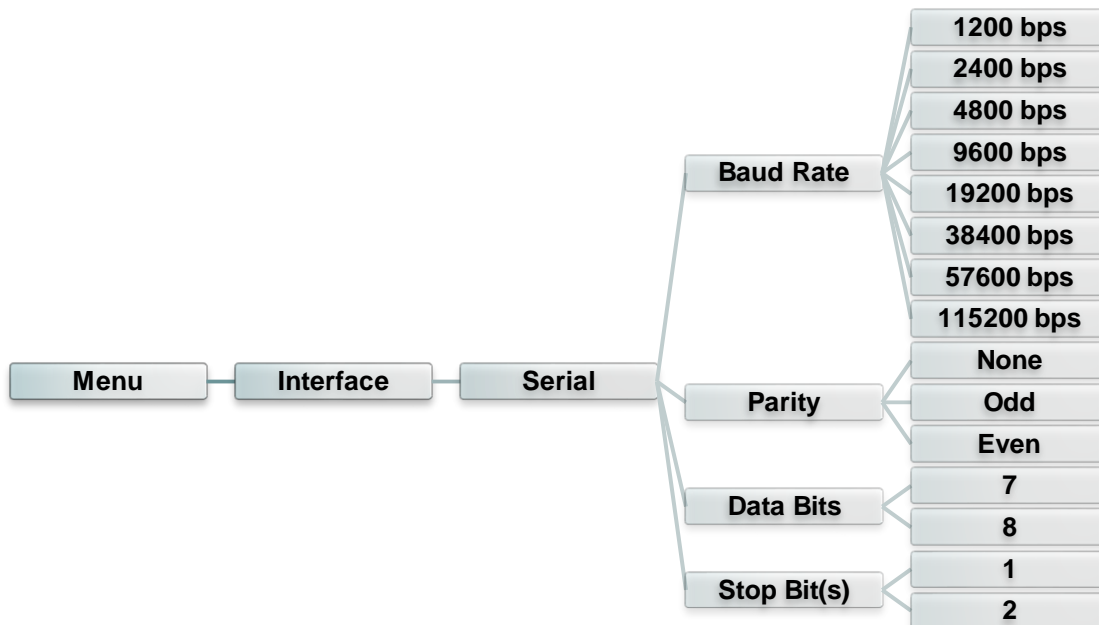 Menu
Interface
Serial
Baud Rate
1200 bps
2400 bps
4800 bps
9600 bps
19200 bps
38400 bps
57600 bps
115200 bps
Parity
None
Odd
Even
Data Bits
7
8
Stop Bit(s)
1
2